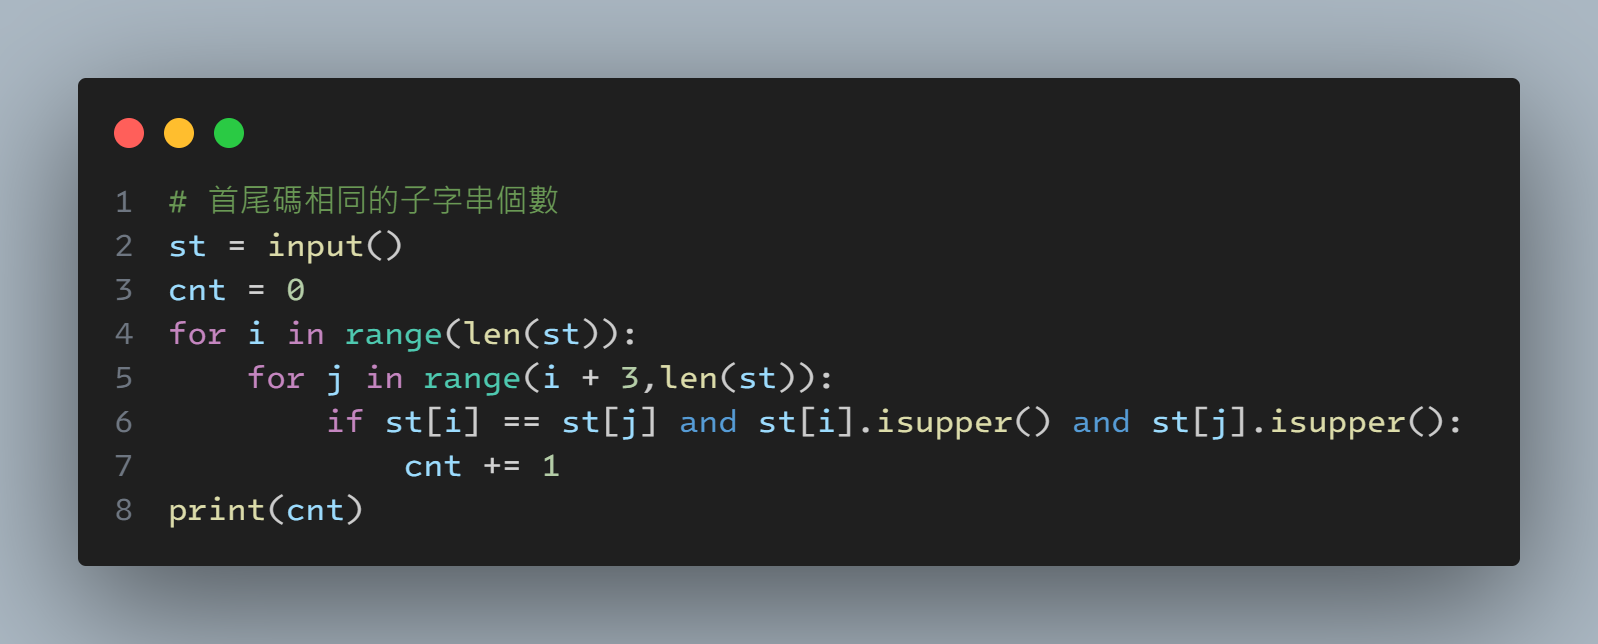 1 # 首尾碼相同的子字串個數
2 st = input()
3 cnt = 0
4 for i in range(len(st)):
5     for j in range(i + 3,len(st)):
6         if st[i] == st[j] and st[i].isupper() and st[j].isupper():
7             cnt += 1
8 print(cnt)